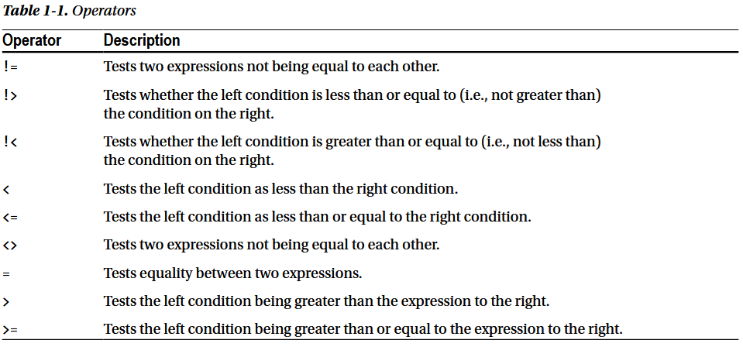 Table 1-1. Operators
Operator Description
!= Tests two expressions not being equal to each other.
!> Tests whether the left condition is less than or equal to (i.e., not greater than)
the condition on the right.
!< Tests whether the left condition is greater than or equal to (i.e., not less than)
the condition on the right.
< Tests the left condition as less than the right condition.
<= Tests the left condition as less than or equal to the right condition.
<> Tests two expressions not being equal to each other.
= Tests equality between two expressions.
> Tests the left condition being greater than the expression to the right.
>= Tests the left condition being greater than or equal to the expression to the right.